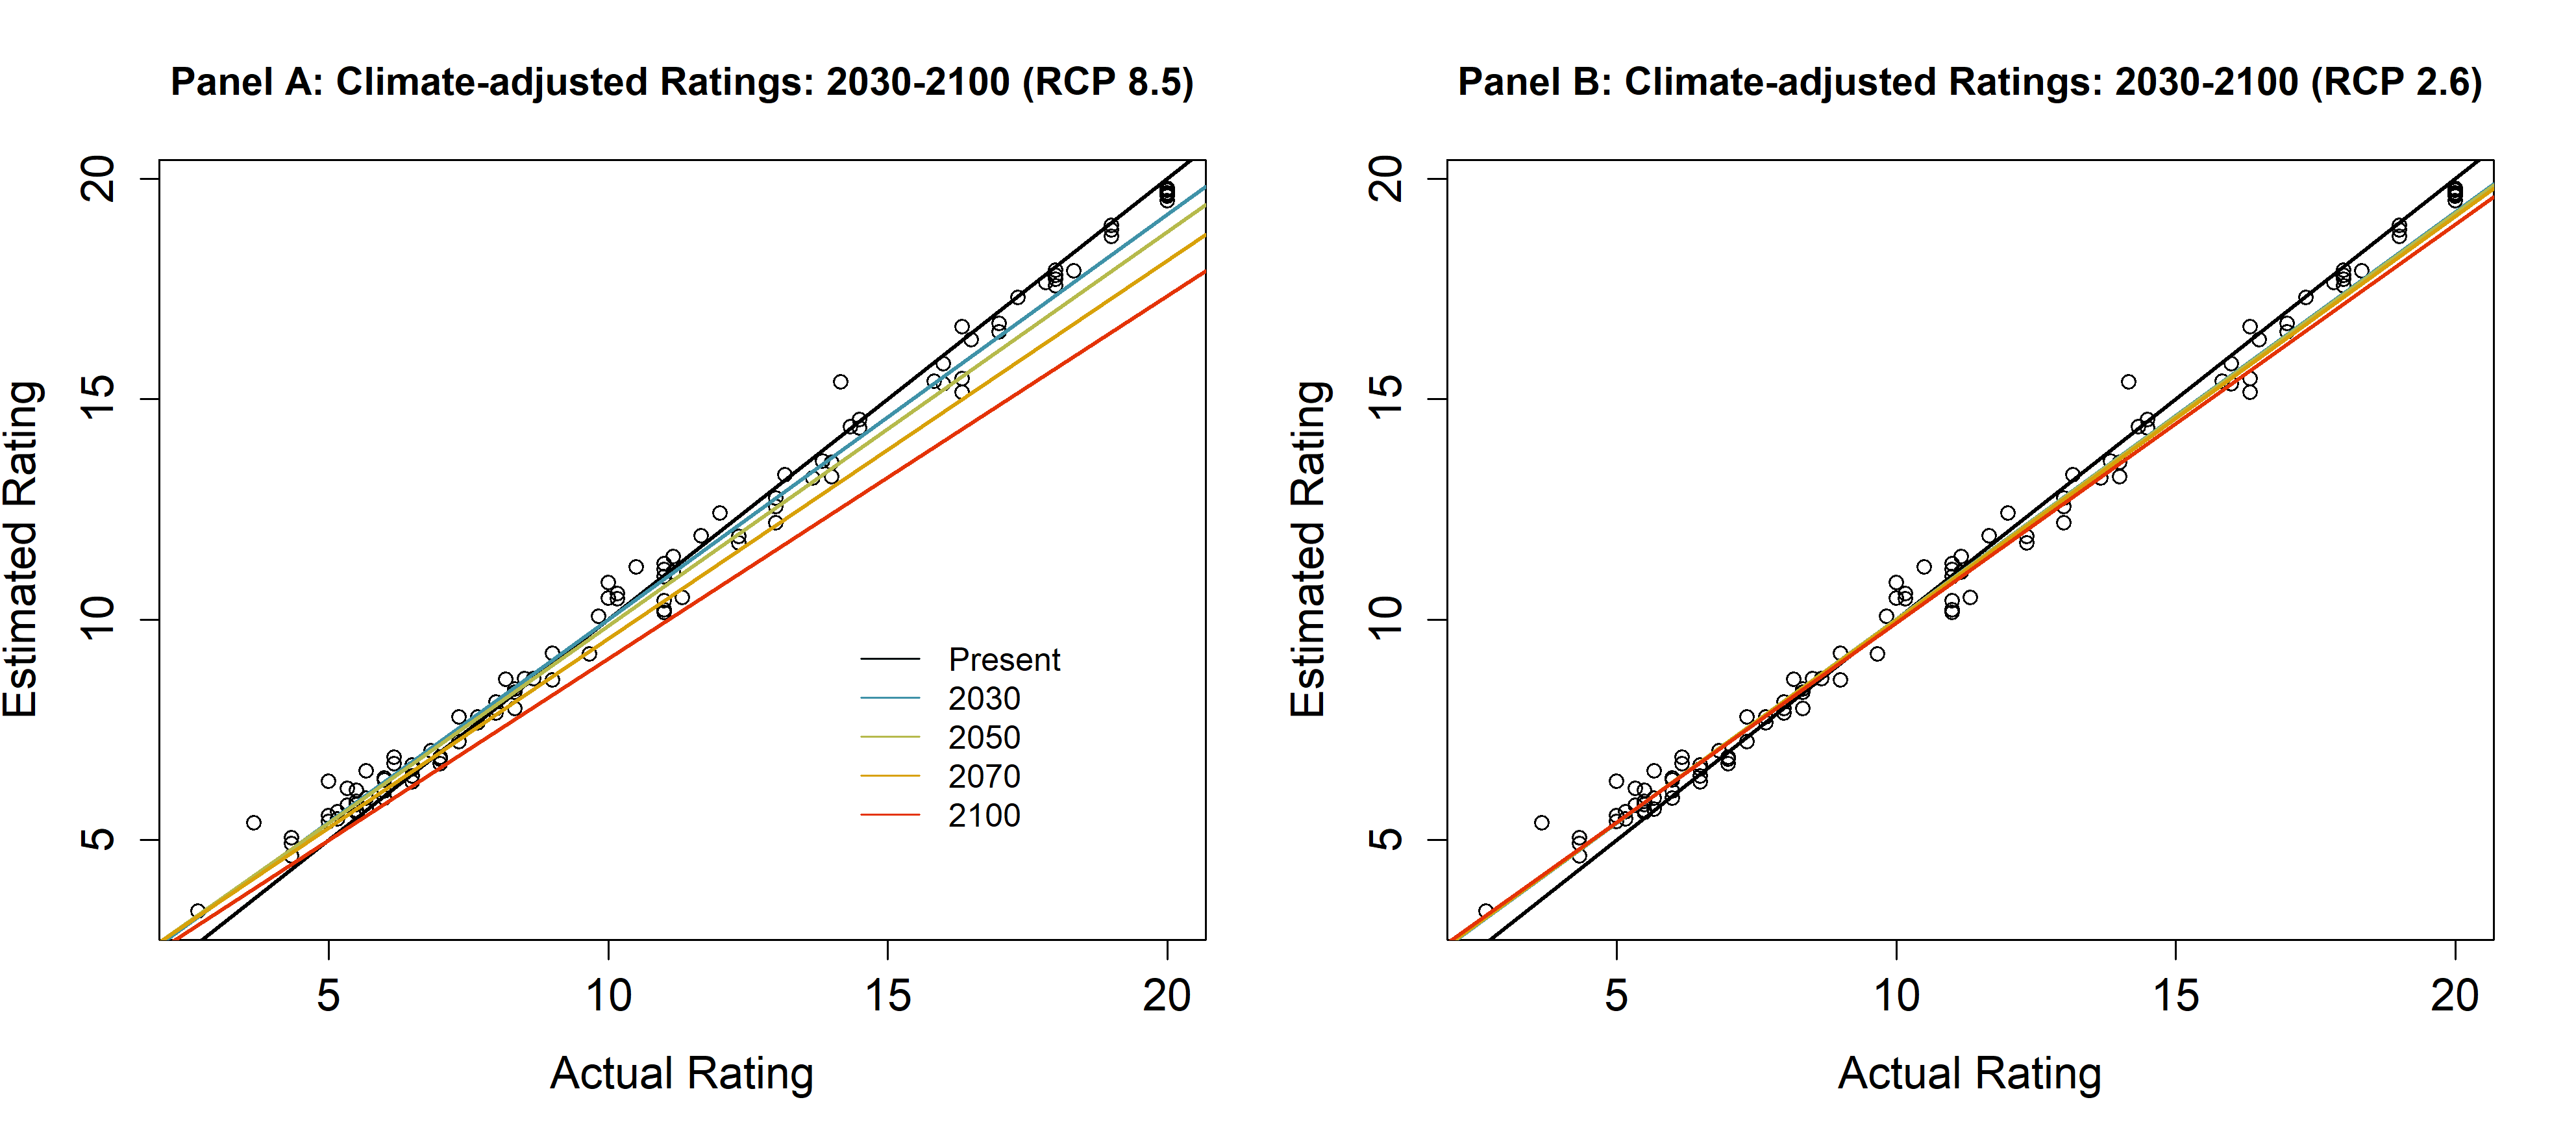 Panel A: Climate-adjusted Ratings: 2030-2100 (RCP 8.5)
Estimated Rating
20
15
10
5
Present
2030
2050
2070
2100
5 10 15 20
Actual Rating
Panel B: Climate-adjusted Ratings: 2030-2100 (RCP 2.6)
Estimated Rating
20
15
10
5
5 10 15 20
Actual Rating